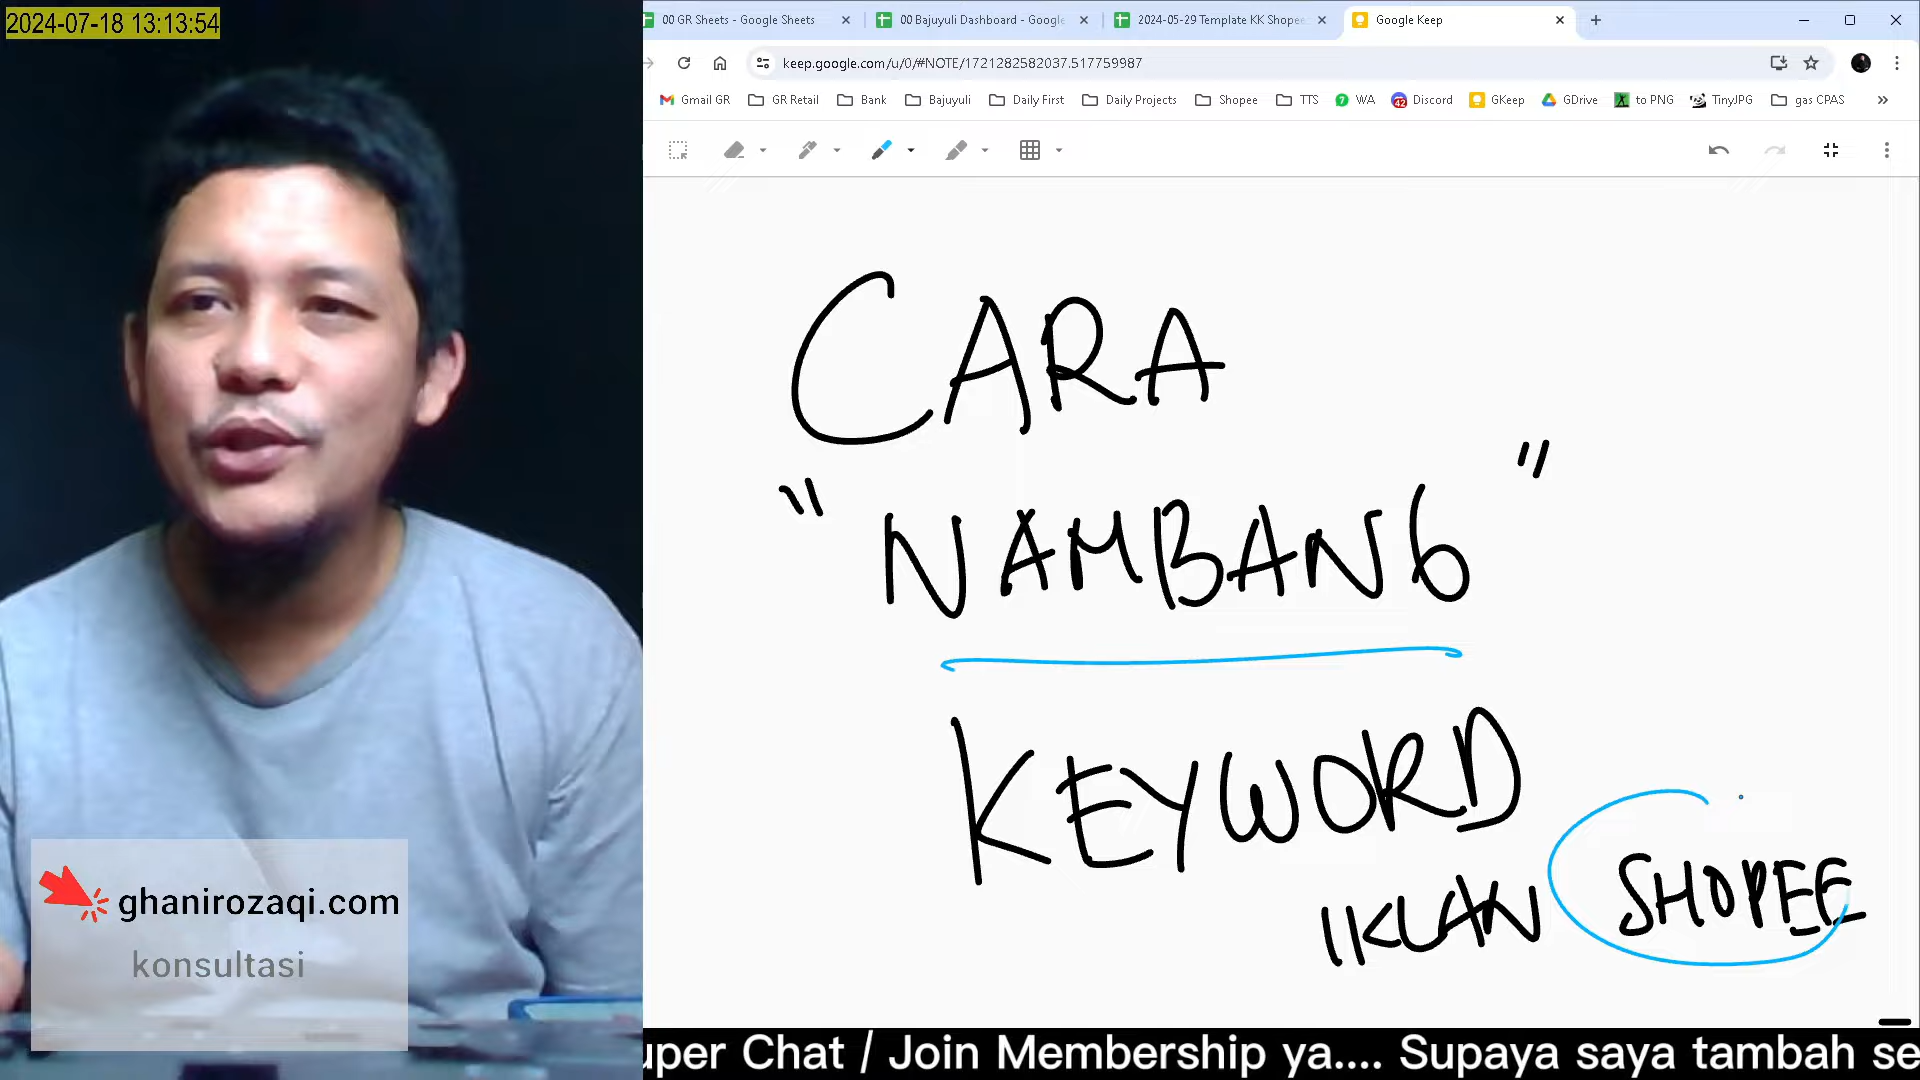 2024-07-18 13:13:54
00 GR Sheets - Google Sheets
00 Bajuyuli Dashboard - Google
2024-05-29 Template KK Shopee
Google Keep
keep.google.com/u/0/#NOTE/1721282582037.517759987
Gmail GR
GR Retail
Bank
Bajuyuli
Daily First
Daily Projects
Shopee
TTS
7 WA
42 Discord
GKeep
GDrive
to PNG
TinyJPG
gas CPAS
CARA
"NAMBANG"
KEYWORD
IKLAN SHOPEE
ghanirozaqi.com
konsultasi
uper Chat / Join Membership ya.... Supaya saya tambah se